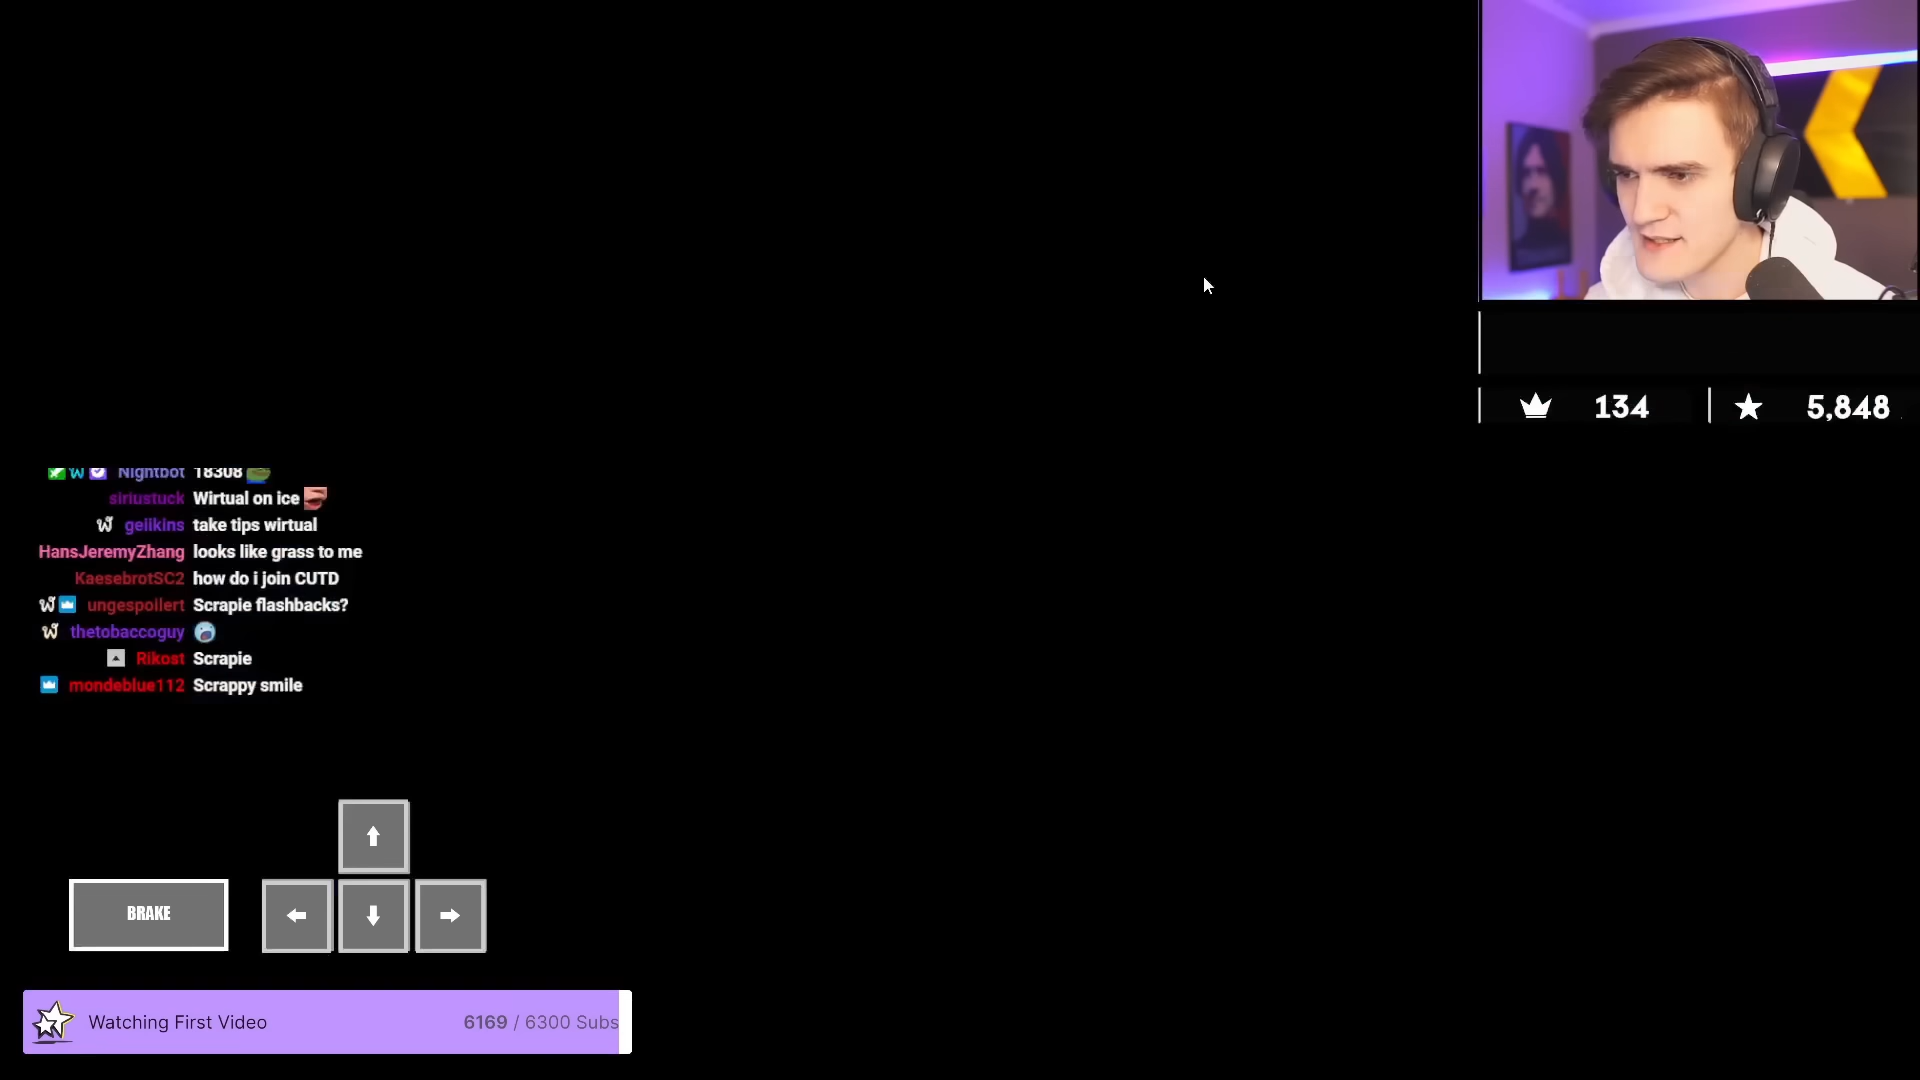 134
5,848
Nightbot 18308
siriustuck Wirtual on ice
geiikins take tips wirtual
HansJeremyZhang looks like grass to me
KaesebrotSC2 how do i join CUTD
ungespoilert Scrapie flashbacks?
thetobaccoguy
Rikost Scrapie
mondeblue112 Scrappy smile
BRAKE
Watching First Video 6169 / 6300 Subs